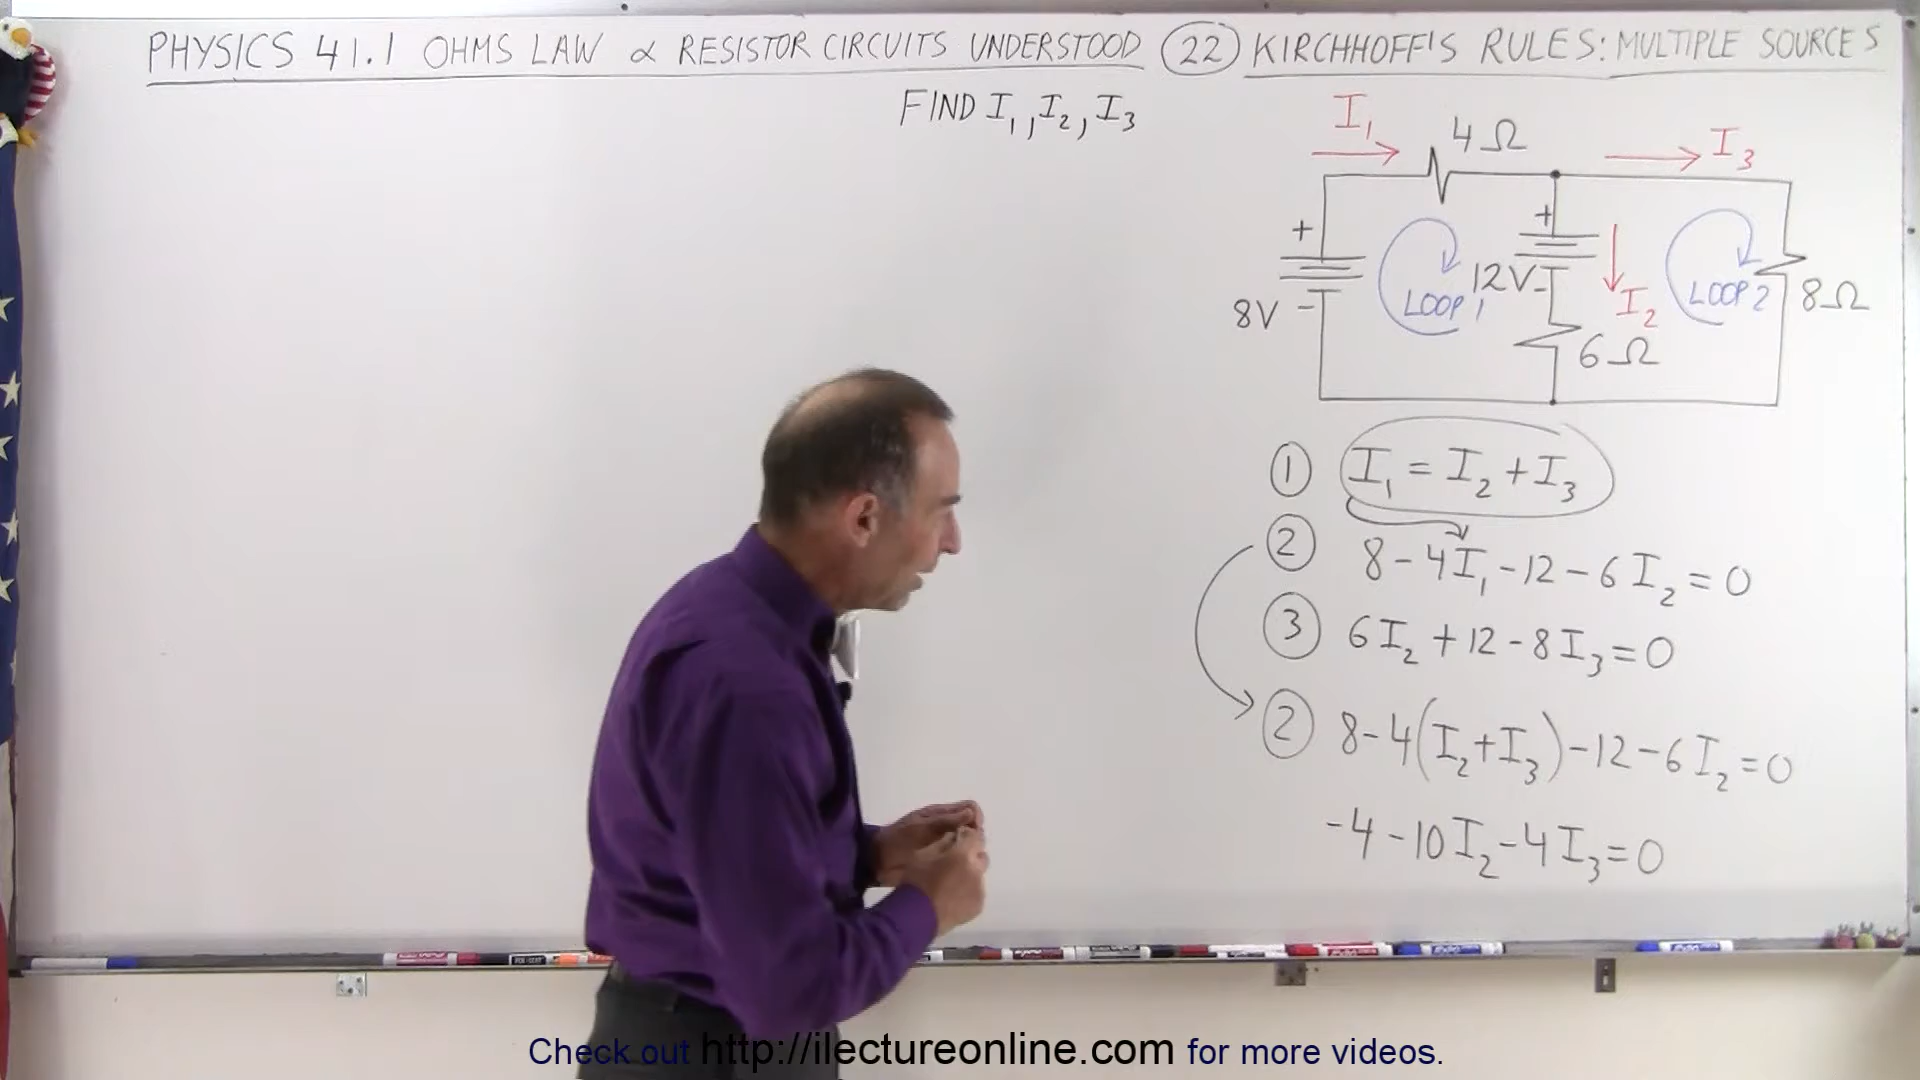 PHYSICS 41.1 OHMS LAW & RESISTOR CIRCUITS UNDERSTOOD 22 KIRCHHOFF'S RULES: MULTIPLE SOURCES
FIND I₁, I₂, I₃
I₁
4Ω
I₃
+
+
12V
-
8V
-
LOOP 1
I₂
LOOP 2
8Ω
6Ω
① I₁ = I₂ + I₃
② 8 - 4I₁ - 12 - 6I₂ = 0
③ 6I₂ + 12 - 8I₃ = 0
② 8 - 4(I₂ + I₃) - 12 - 6I₂ = 0
-4 - 10I₂ - 4I₃ = 0
Check out http://ilectureonline.com for more videos.